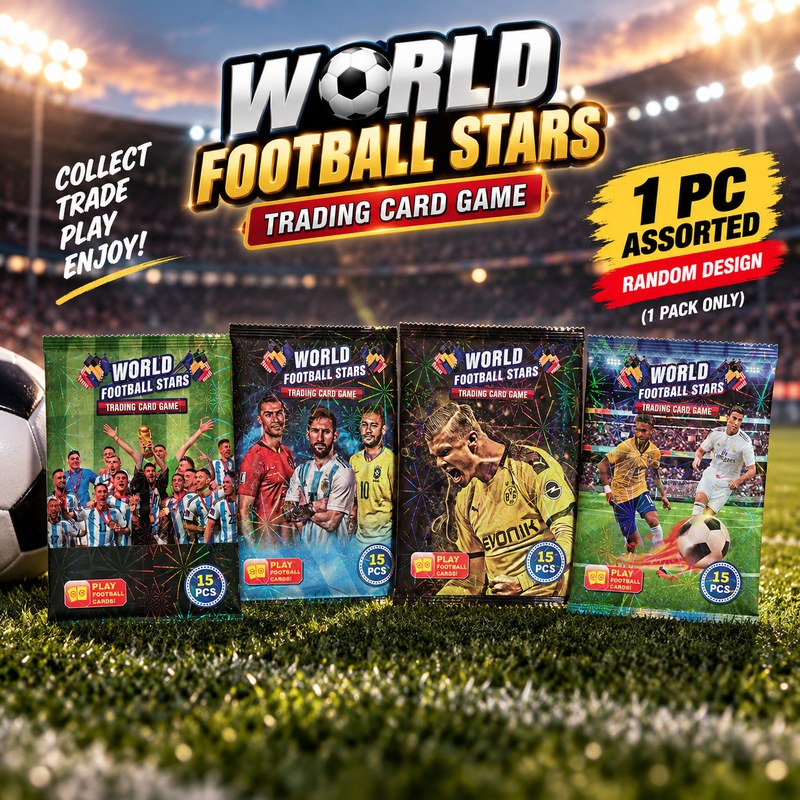 WORLD
FOOTBALL STARS
TRADING CARD GAME
COLLECT
TRADE
PLAY
ENJOY!
1 PC
ASSORTED
RANDOM DESIGN
(1 PACK ONLY)
WORLD
FOOTBALL STARS
TRADING CARD GAME
PLAY
FOOTBALL
CARDS!
15
PCS
WORLD
FOOTBALL STARS
TRADING CARD GAME
10
PLAY
FOOTBALL
CARDS!
15
PCS
WORLD
FOOTBALL STARS
TRADING CARD GAME
EVONIK
PLAY
FOOTBALL
CARDS!
15
PCS
WORLD
FOOTBALL STARS
TRADING CARD GAME
Emirates
PLAY
FOOTBALL
CARDS!
15
PCS